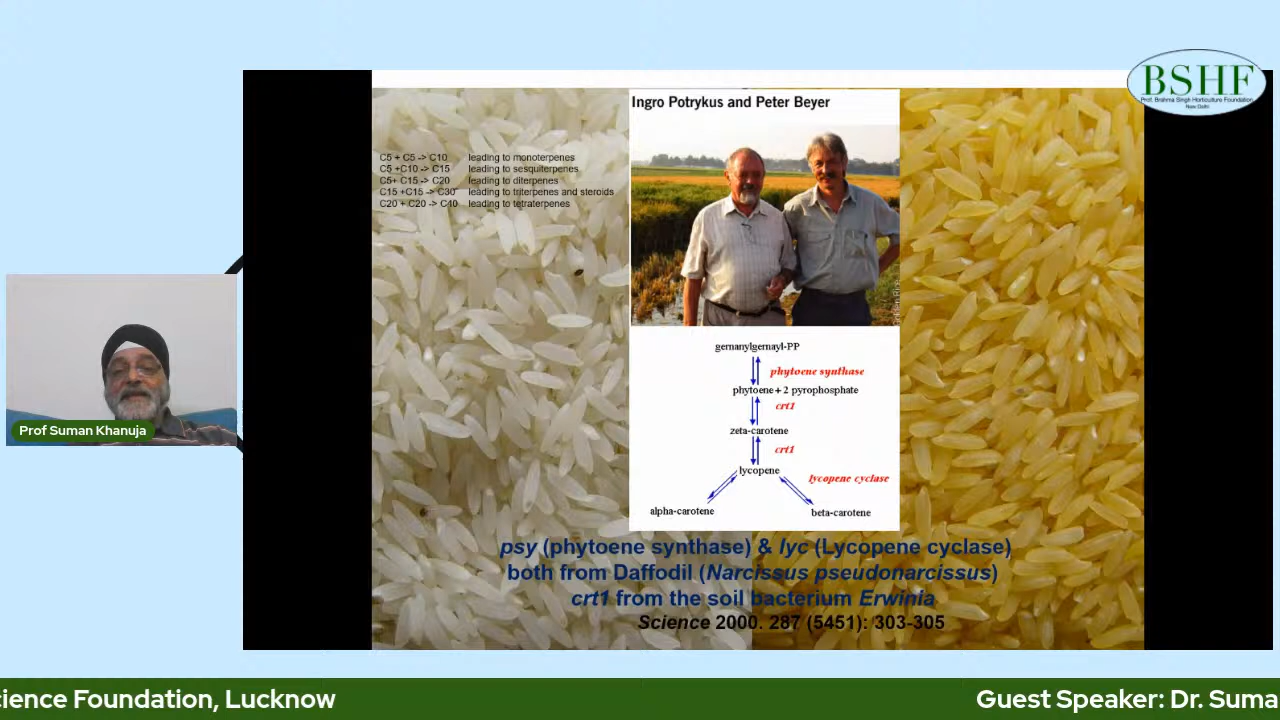 BSHF
Prof. Brahma Singh Horticulture Foundation
New Delhi
Ingro Potrykus and Peter Beyer
C5 + C5 -> C10 leading to monoterpenes
C5 +C10 -> C15 leading to sesquiterpenes
C5+ C15 -> C20 leading to diterpenes
C15 +C15 -> C30 leading to triterpenes and steroids
C20 + C20 -> C40 leading to tetraterpenes
gernanylgernayl-PP
phytoene synthase
phytoene + 2 pyrophosphate
crt1
zeta-carotene
crt1
lycopene
lycopene cyclase
alpha-carotene beta-carotene
Prof Suman Khanuja
psy (phytoene synthase) & lyc (Lycopene cyclase)
both from Daffodil (Narcissus pseudonarcissus)
crt1 from the soil bacterium Erwinia
Science 2000. 287 (5451): 303-305
cience Foundation, Lucknow Guest Speaker: Dr. Suma